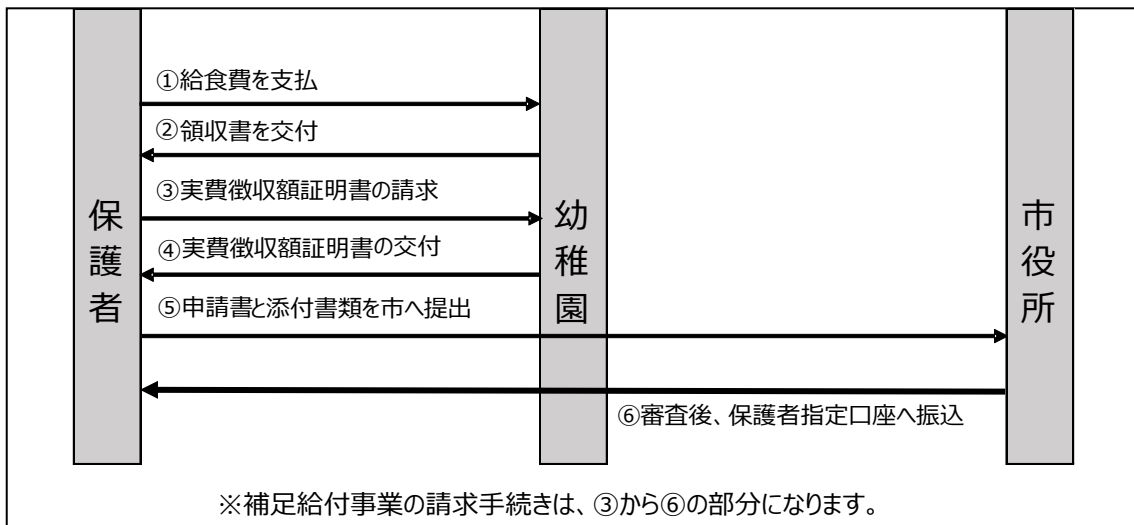 ①給食費を支払
②領収書を交付
③実費徴収額証明書の請求
④実費徴収額証明書の交付
⑤申請書と添付書類を市へ提出
⑥審査後、保護者指定口座へ振込
保護者
幼稚園
市役所
※補足給付事業の請求手続きは、③から⑥の部分になります。